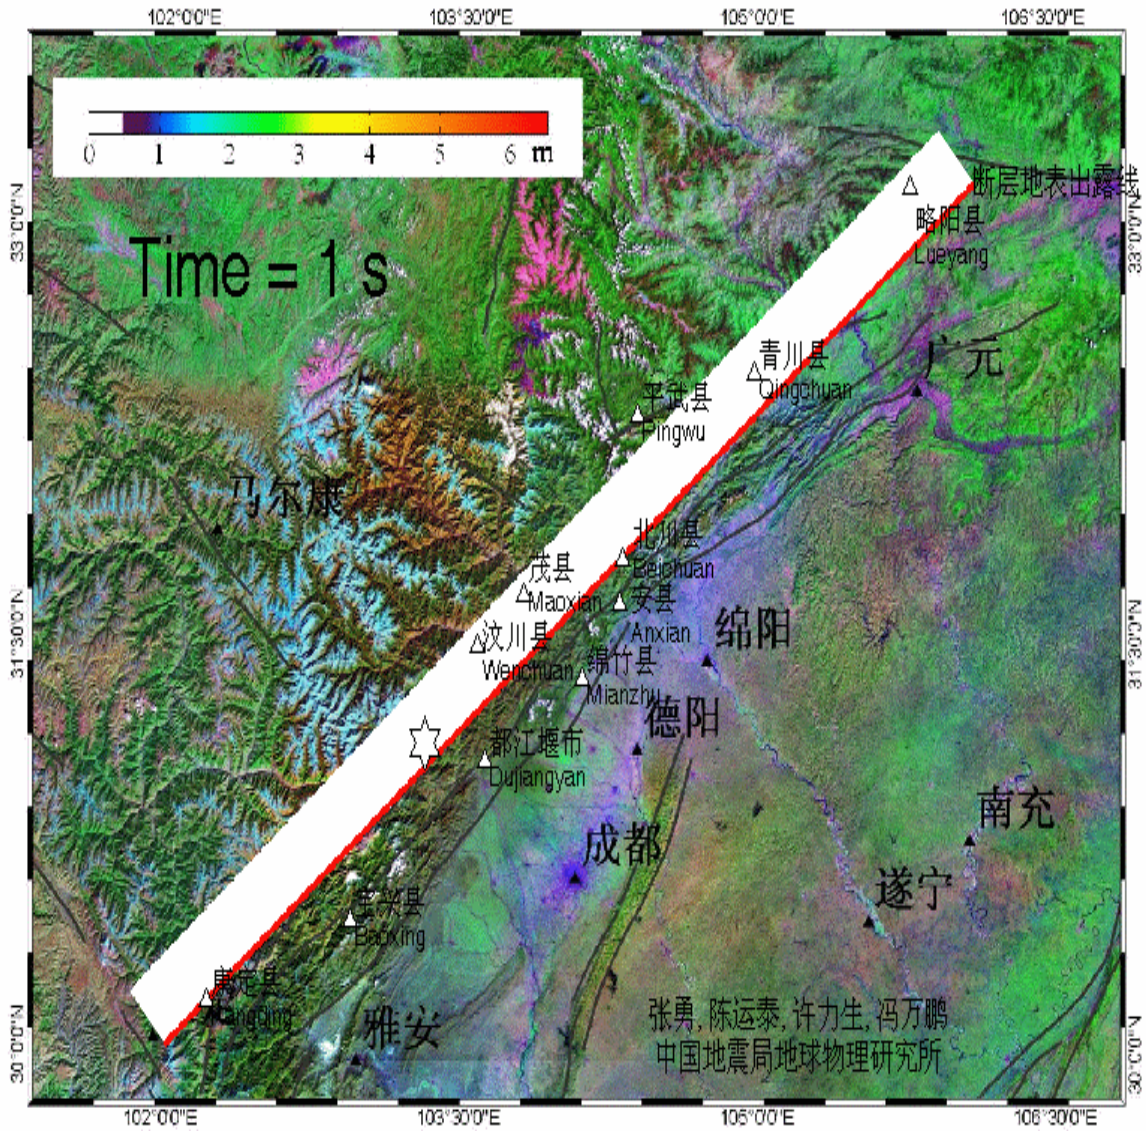 102°0'0"E 103°30'0"E 105°0'0"E 106°30'0"E
0 1 2 3 4 5 6 m
断层地表出露线
略阳县
Lueyang
33°0'0"N 33°0'0"N
Time = 1 s
青川县
Qingchuan
广元
平武县
Pingwu
马尔康
北川县
Beichuan
茂县
Maoxian
安县
Anxian
31°30'0"N 31°30'0"N
绵阳
汶川县
Wenchuan
绵竹县
Mianzhu
德阳
都江堰市
Dujiangyan
南充
成都
遂宁
宝兴县
Baoxing
康定县
Kangding
雅安
张勇, 陈运泰, 许力生, 冯万鹏
中国地震局地球物理研究所
30°0'0"N 30°0'0"N
102°0'0"E 103°30'0"E 105°0'0"E 106°30'0"E